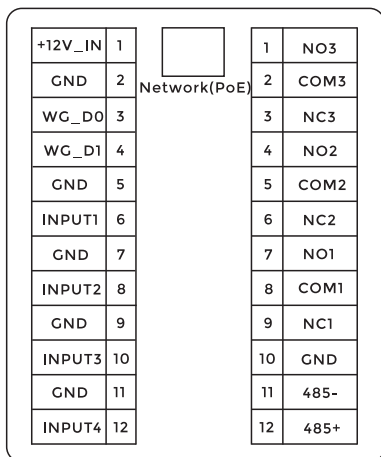 +12V_IN 1
GND 2
WG_D0 3
WG_D1 4
GND 5
INPUT1 6
GND 7
INPUT2 8
GND 9
INPUT3 10
GND 11
INPUT4 12
Network(PoE)
1 NO3
2 COM3
3 NC3
4 NO2
5 COM2
6 NC2
7 NO1
8 COM1
9 NC1
10 GND
11 485-
12 485+